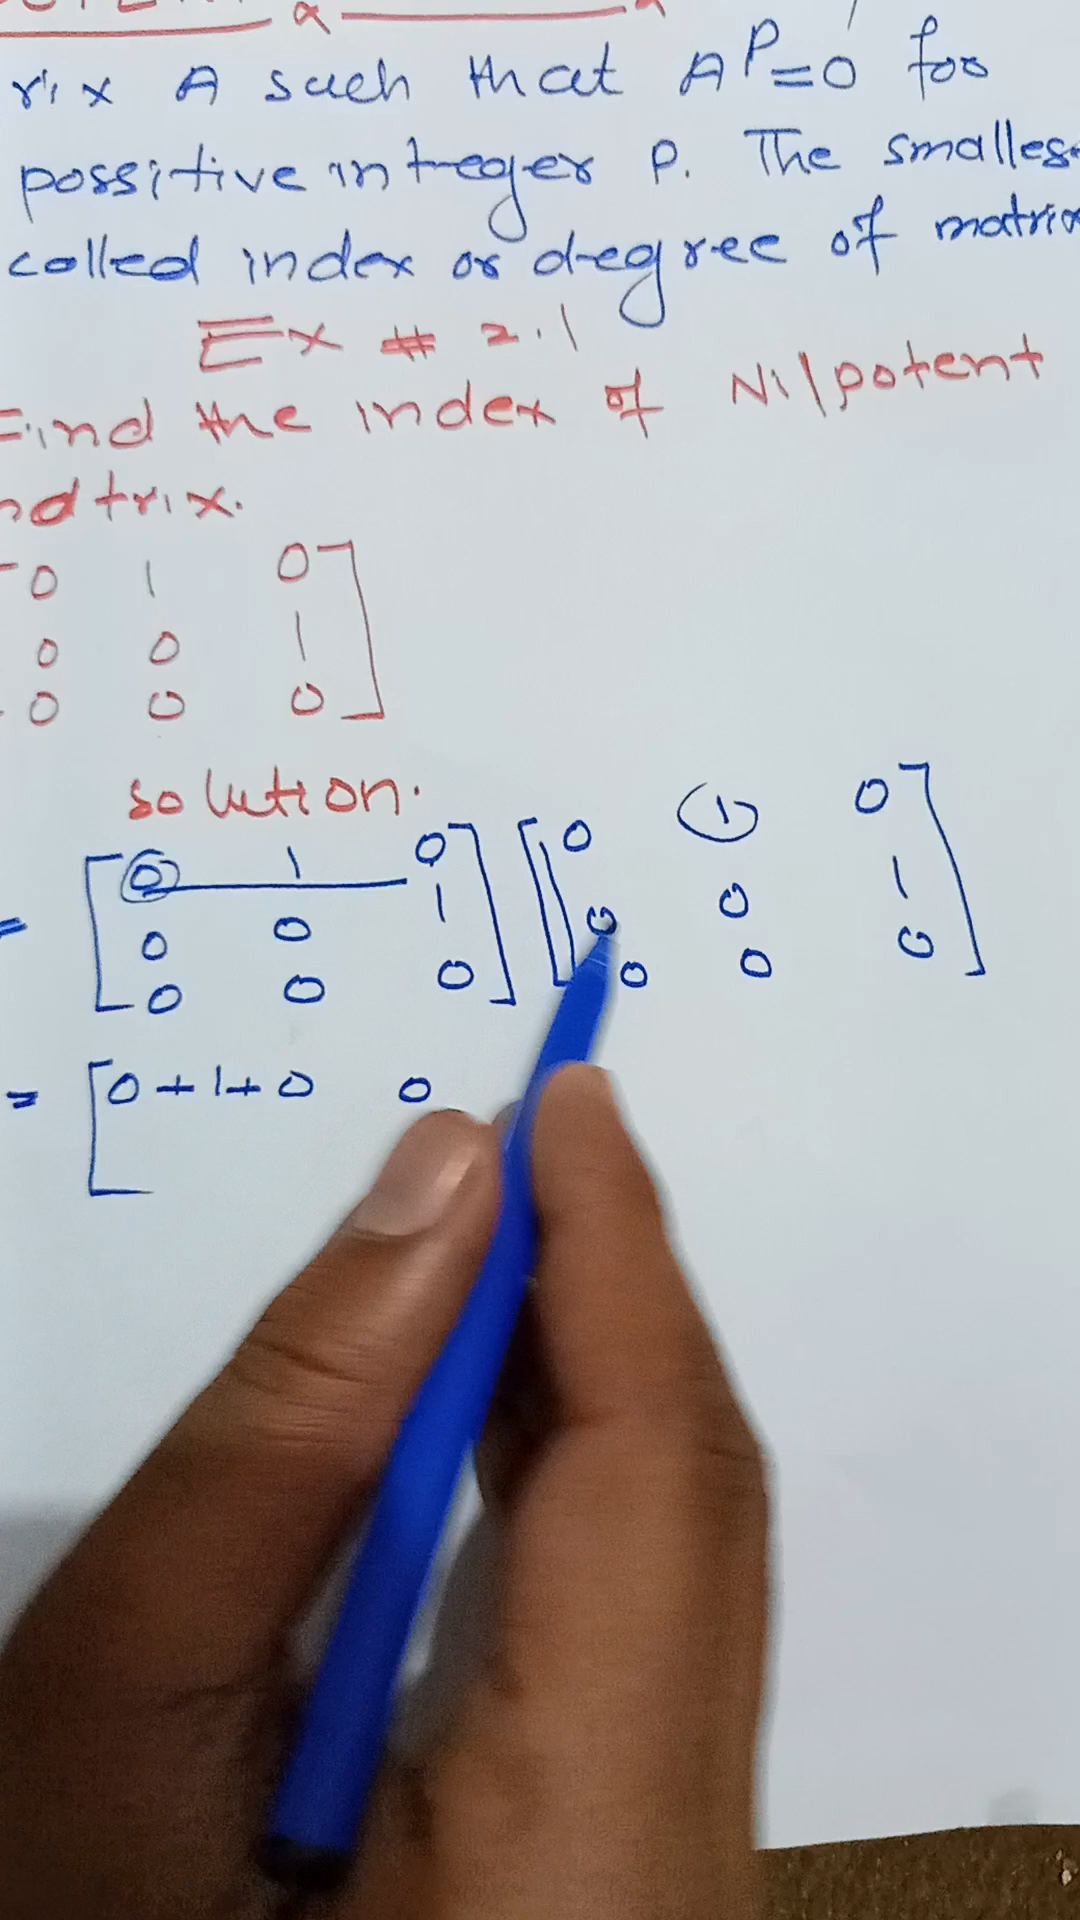 rix A such that A^P=0 for
possitive integer P. The smalles
called index or degree of matrix
Ex # 2.1
Find the index of Nilpotent
matrix.
0 1 0
0 0 1
0 0 0
solution.
= [0 1 0] [0 1 0]
0 0 1 0 0 1
0 0 0 0 0 0
= [0+1+0 0